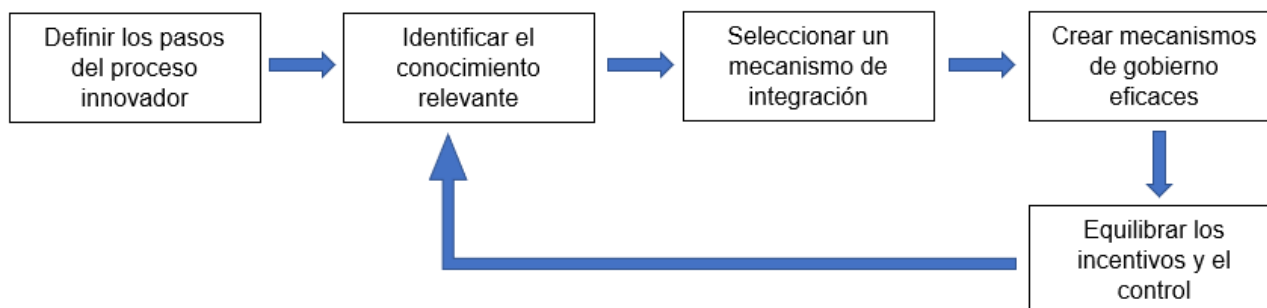 Definir los pasos
del proceso
innovador
Identificar el
conocimiento
relevante
Seleccionar un
mecanismo de
integración
Crear mecanismos
de gobierno
eficaces
Equilibrar los
incentivos y el
control